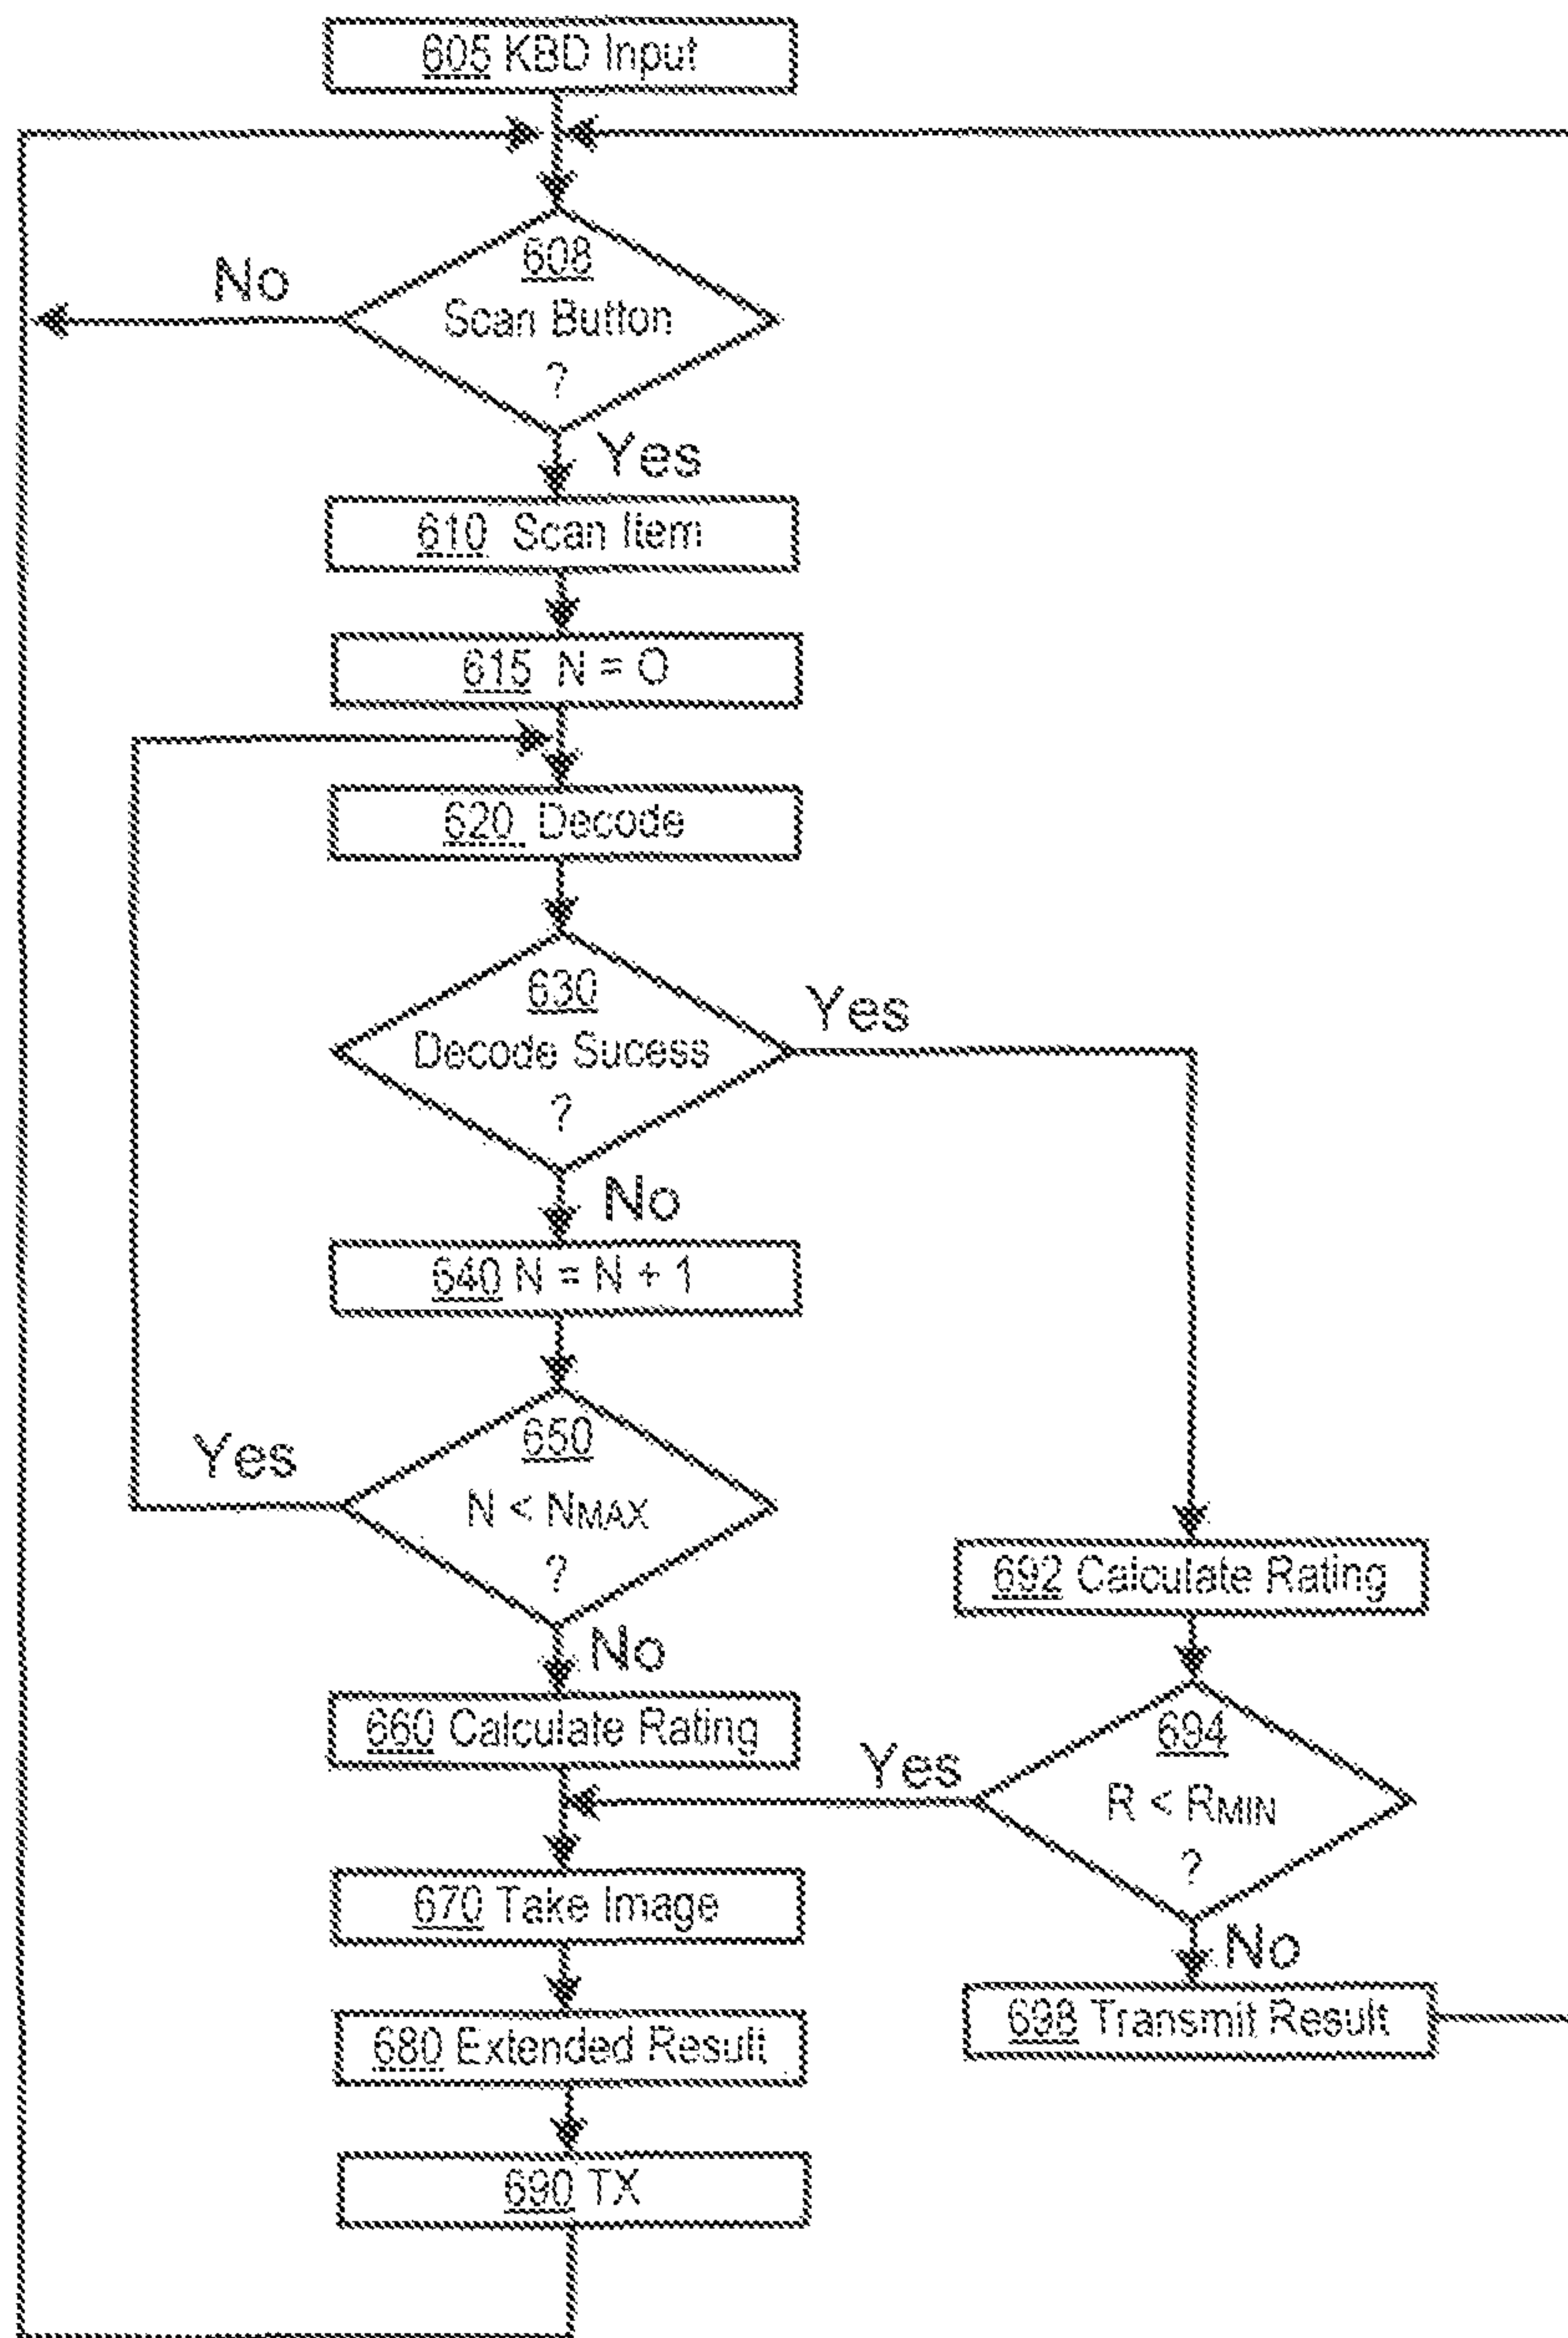 605 KBD Input
608
No
Scan Button
?
Yes
610 Scan Item
615 N = O
620 Decode
630
Yes
Decode Sucess
?
No
640 N = N + 1
650
Yes
N < NMAX
?
No
692 Calculate Rating
660 Calculate Rating
694
Yes
R < RMIN
?
670 Take Image
No
698 Transmit Result
680 Extended Result
690 TX